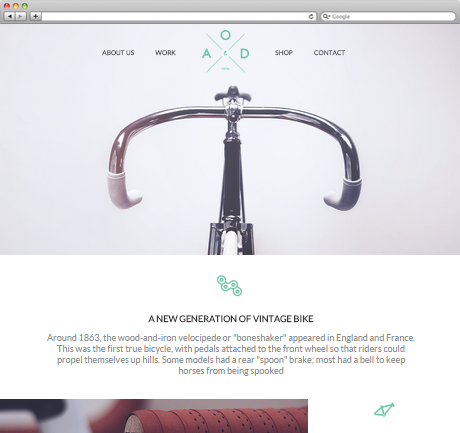 Google
O
ABOUT US WORK A & D SHOP CONTACT
A NEW GENERATION OF VINTAGE BIKE
Around 1863, the wood-and-iron velocipede or "boneshaker" appeared in England and France.
This was the first true bicycle, with pedals attached to the front wheel so that riders could
propel themselves up hills. Some models had a rear "spoon" brake; most had a bell to keep
horses from being spooked